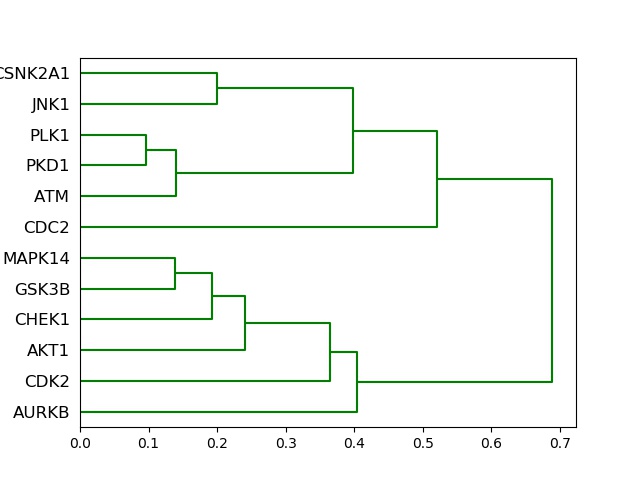 CSNK2A1
JNK1
PLK1
PKD1
ATM
CDC2
MAPK14
GSK3B
CHEK1
AKT1
CDK2
AURKB
0.0 0.1 0.2 0.3 0.4 0.5 0.6 0.7